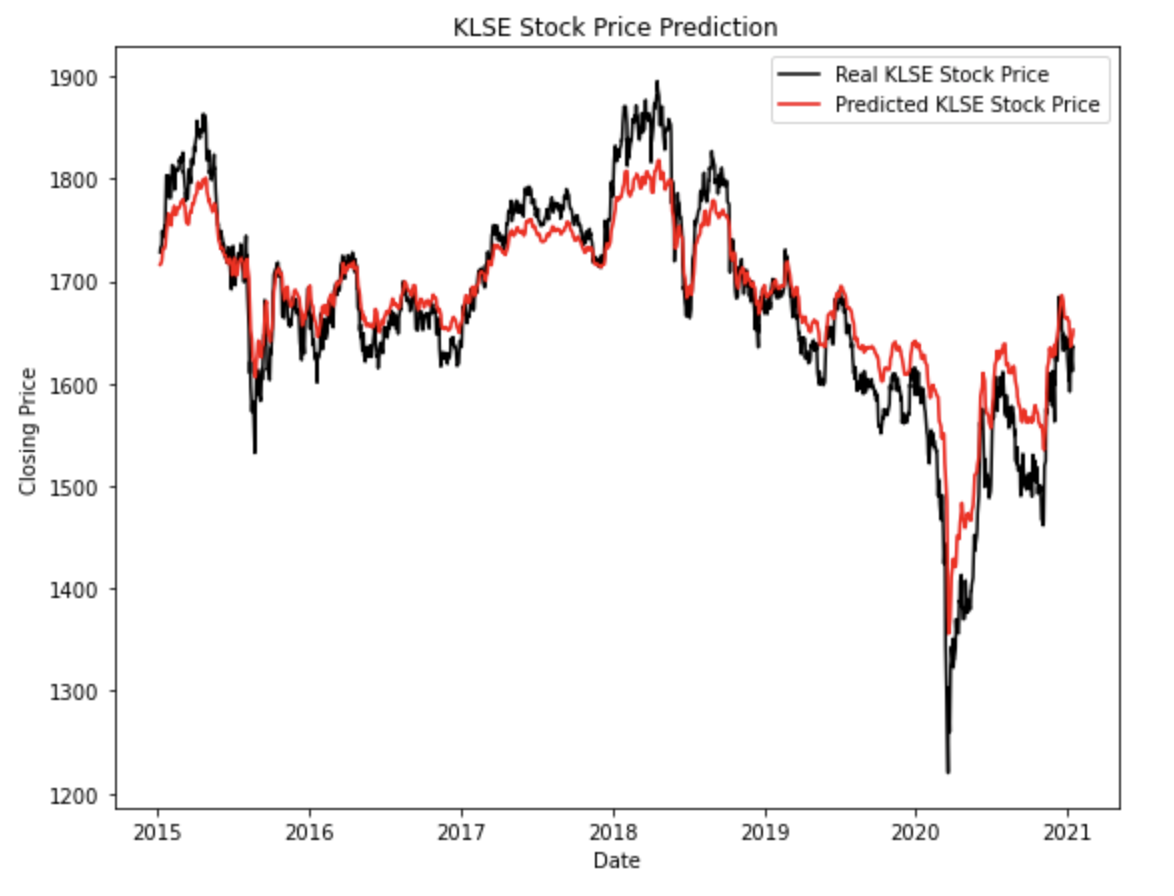 KLSE Stock Price Prediction
Real KLSE Stock Price
Predicted KLSE Stock Price
1900
1800
1700
1600
1500
1400
1300
1200
Closing Price
2015 2016 2017 2018 2019 2020 2021
Date